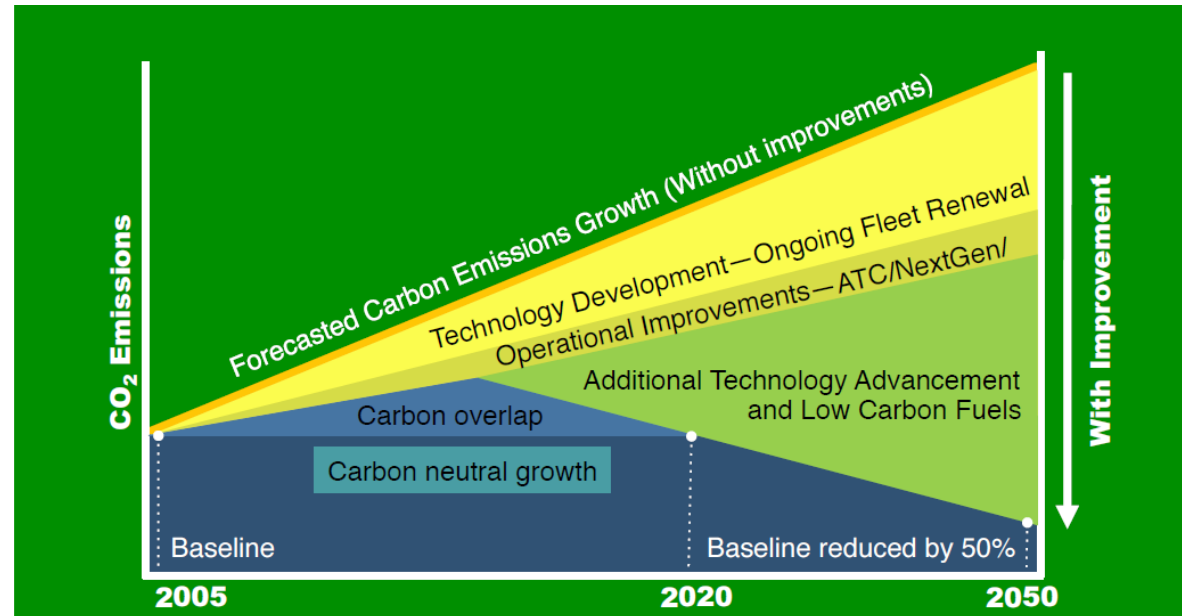 CO₂ Emissions
Forecasted Carbon Emissions Growth (Without improvements)
Technology Development—Ongoing Fleet Renewal
Operational Improvements—ATC/NextGen/
Additional Technology Advancement
and Low Carbon Fuels
With Improvement
Carbon overlap
Carbon neutral growth
Baseline
Baseline reduced by 50%
2005
2020
2050